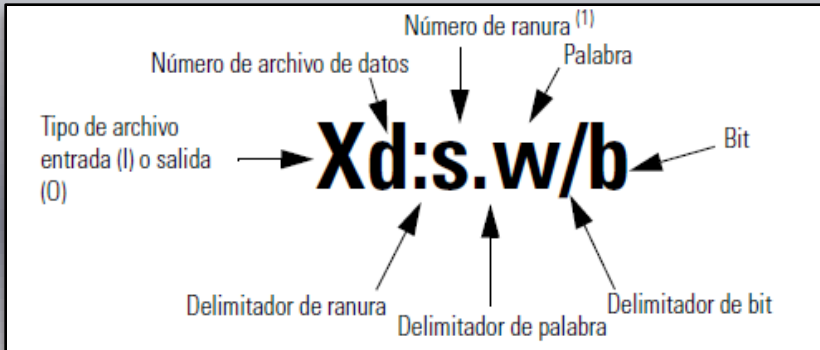 Número de ranura (1)
Número de archivo de datos
Palabra
Tipo de archivo
entrada (I) o salida
(O)
Xd:s.w/b
Bit
Delimitador de ranura
Delimitador de palabra
Delimitador de bit